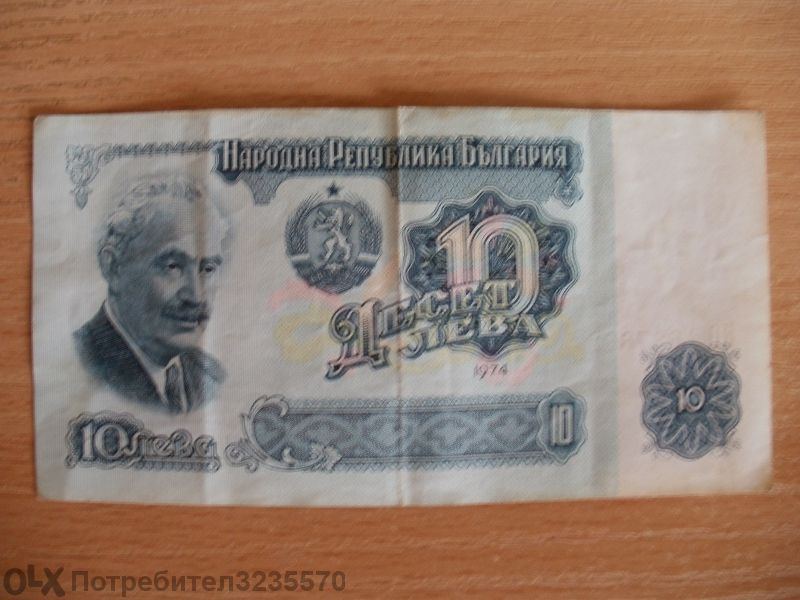 Народна Република България
10
Десет
лева
1974
10 лева
10
10
OLX Потребител3235570